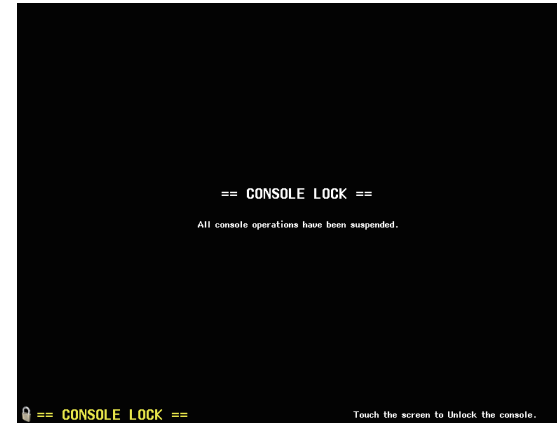 == CONSOLE LOCK ==
All console operations have been suspended.
== CONSOLE LOCK ==
Touch the screen to Unlock the console.